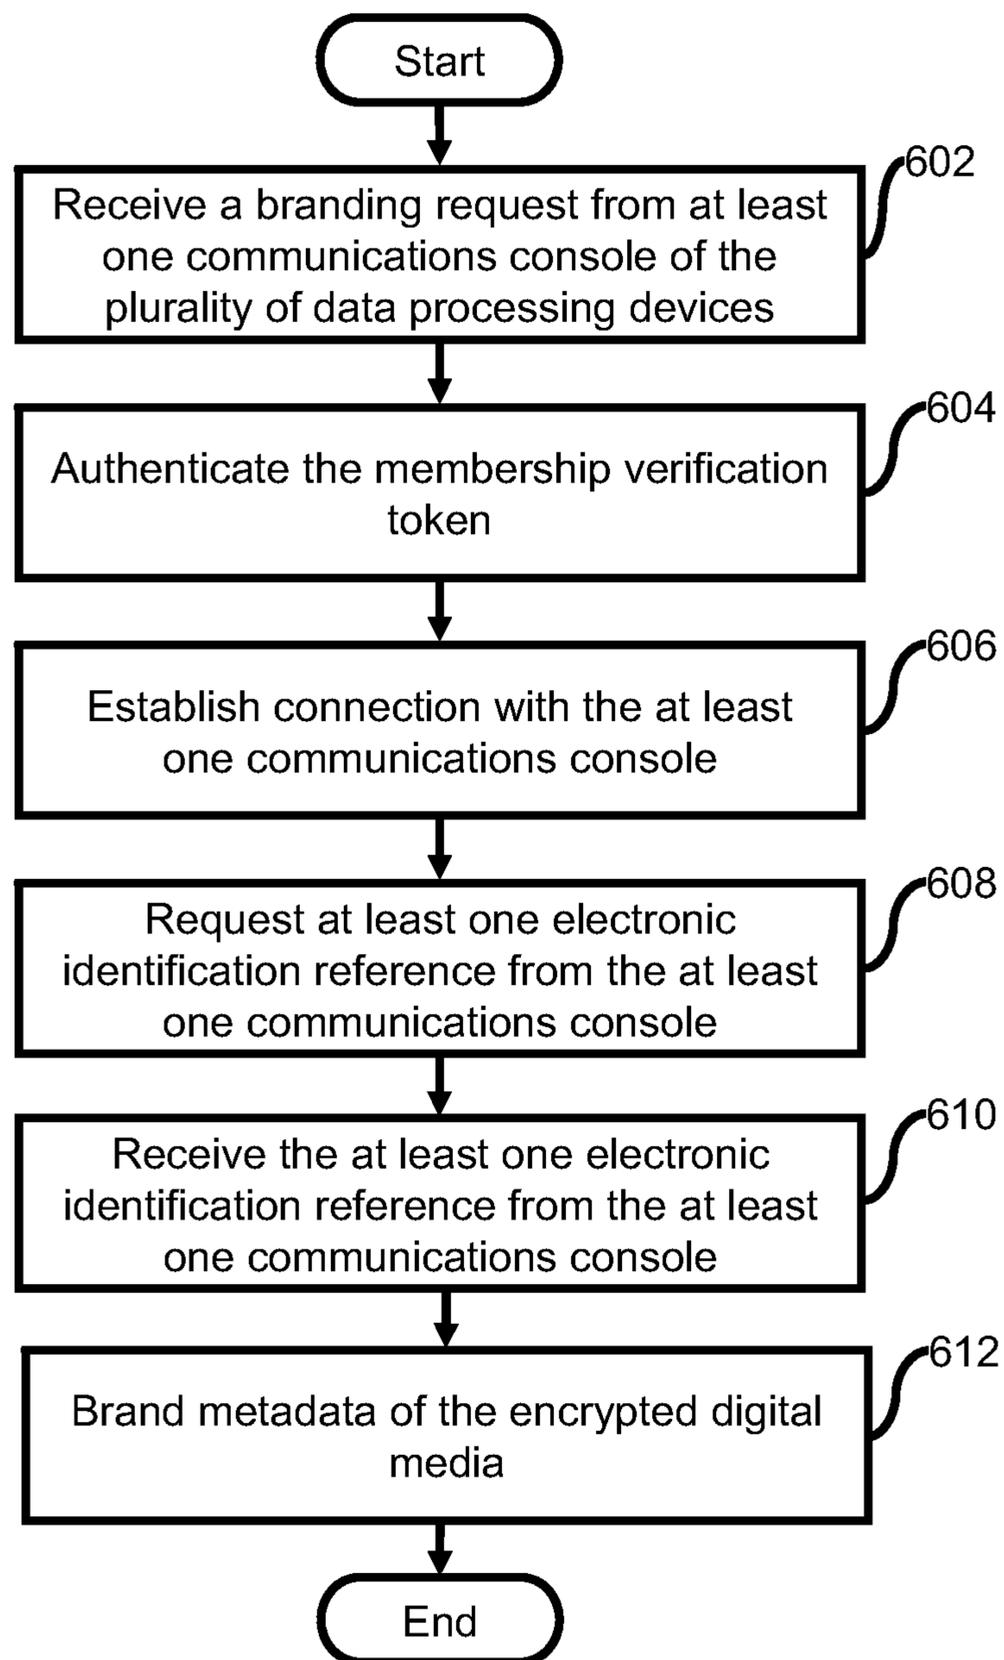 Start
602
Receive a branding request from at least
one communications console of the
plurality of data processing devices
604
Authenticate the membership verification
token
606
Establish connection with the at least
one communications console
608
Request at least one electronic
identification reference from the at least
one communications console
610
Receive the at least one electronic
identification reference from the at least
one communications console
612
Brand metadata of the encrypted digital
media
End